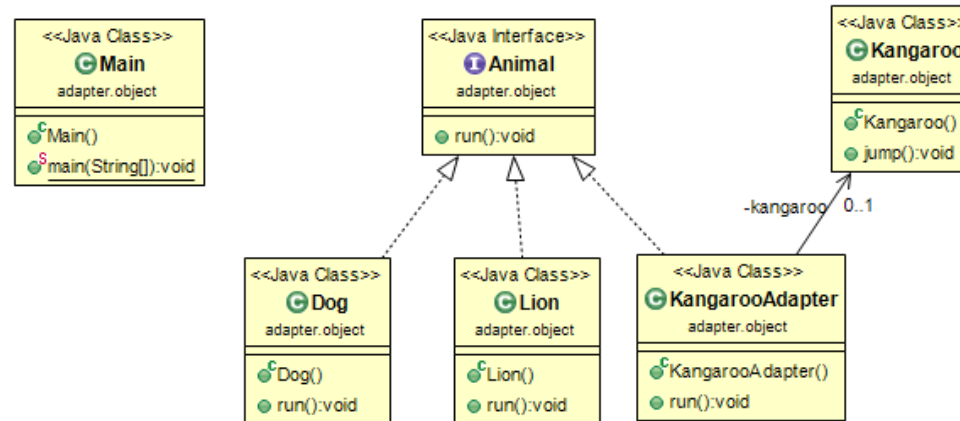 <<Java Class>>
Main
adapter.object
Main()
main(String[]):void
<<Java Interface>>
Animal
adapter.object
run():void
<<Java Class>>
Kangaroo
adapter.object
Kangaroo()
jump():void
-kangaroo 0..1
<<Java Class>>
Dog
adapter.object
Dog()
run():void
<<Java Class>>
Lion
adapter.object
Lion()
run():void
<<Java Class>>
KangarooAdapter
adapter.object
KangarooAdapter()
run():void